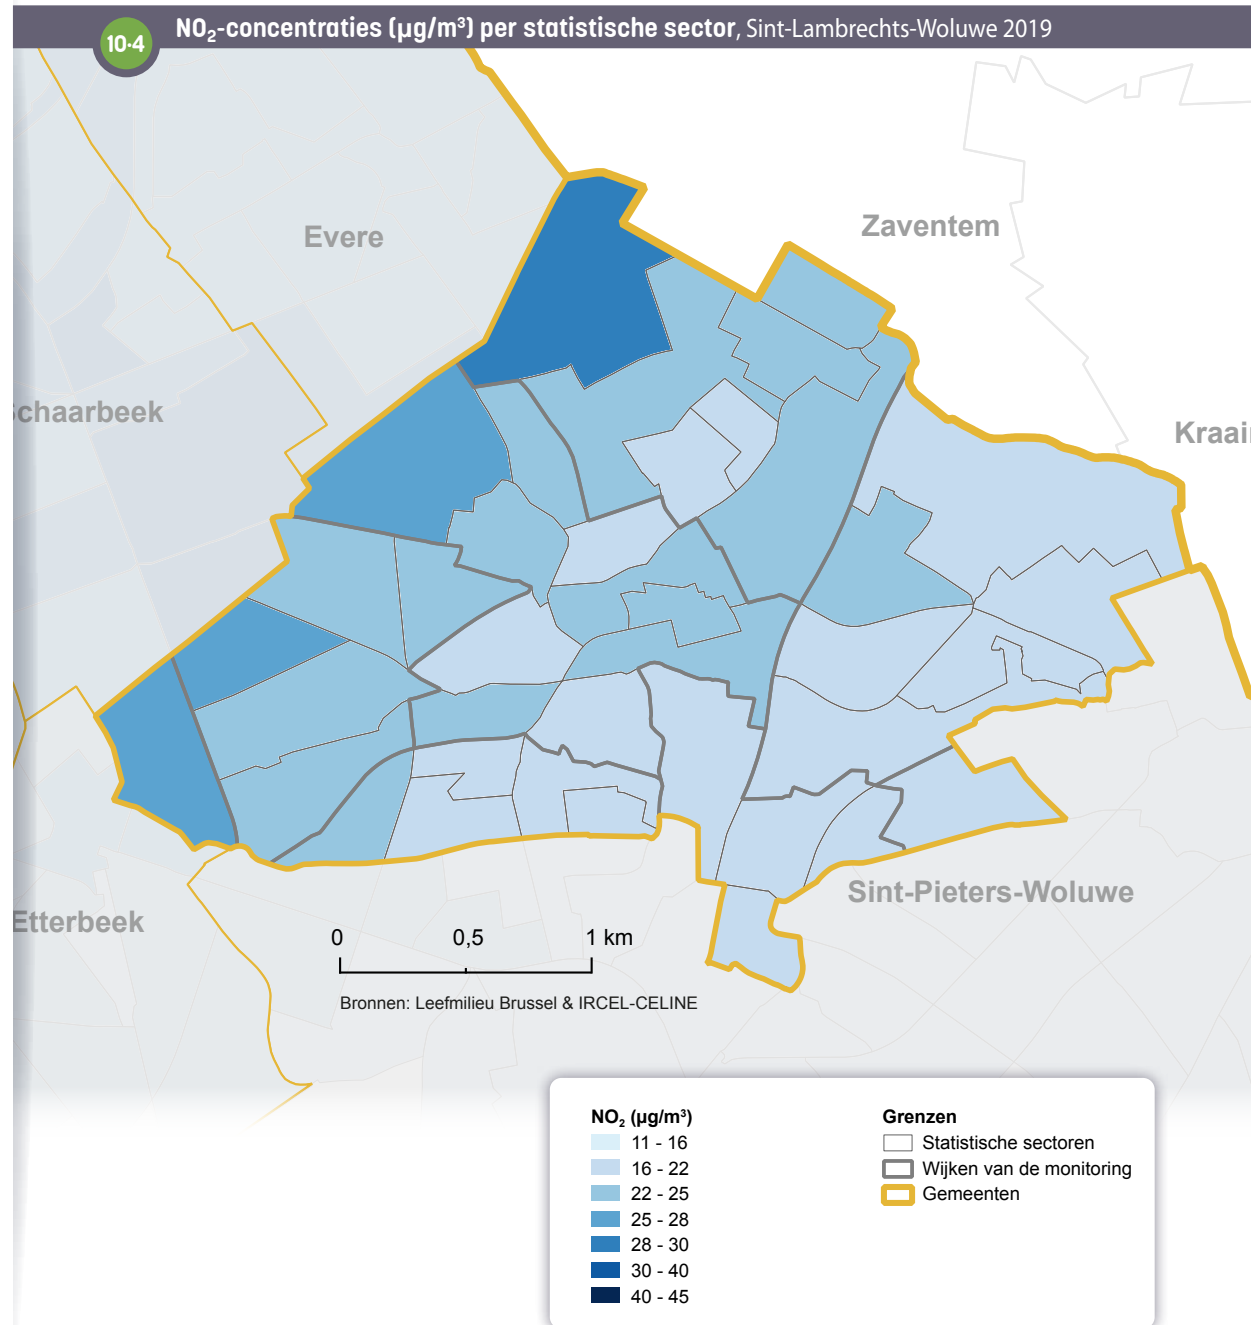 10·4
NO₂-concentraties (µg/m³) per statistische sector, Sint-Lambrechts-Woluwe 2019
Evere
Zaventem
Schaarbeek
Kraai
Etterbeek
Sint-Pieters-Woluwe
0 0,5 1 km
Bronnen: Leefmilieu Brussel & IRCEL-CELINE
NO₂ (µg/m³)
11 - 16
16 - 22
22 - 25
25 - 28
28 - 30
30 - 40
40 - 45
Grenzen
Statistische sectoren
Wijken van de monitoring
Gemeenten